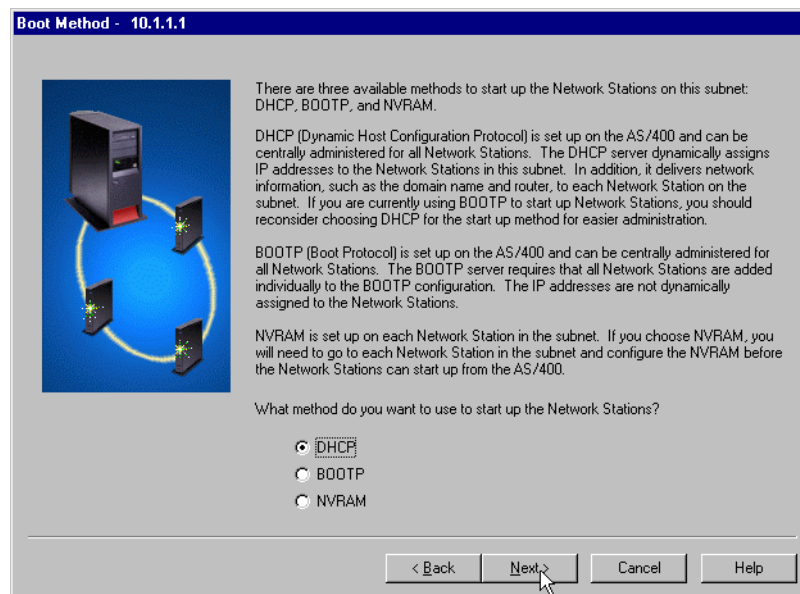 Boot Method - 10.1.1.1
There are three available methods to start up the Network Stations on this subnet:
DHCP, BOOTP, and NVRAM.
DHCP (Dynamic Host Configuration Protocol) is set up on the AS/400 and can be
centrally administered for all Network Stations. The DHCP server dynamically assigns
IP addresses to the Network Stations in this subnet. In addition, it delivers network
information, such as the domain name and router, to each Network Station on the
subnet. If you are currently using BOOTP to start up Network Stations, you should
reconsider choosing DHCP for the start up method for easier administration.
BOOTP (Boot Protocol) is set up on the AS/400 and can be centrally administered for
all Network Stations. The BOOTP server requires that all Network Stations are added
individually to the BOOTP configuration. The IP addresses are not dynamically
assigned to the Network Stations.
NVRAM is set up on each Network Station in the subnet. If you choose NVRAM, you
will need to go to each Network Station in the subnet and configure the NVRAM before
the Network Stations can start up from the AS/400.
What method do you want to use to start up the Network Stations?
DHCP
BOOTP
NVRAM
< Back Next > Cancel Help